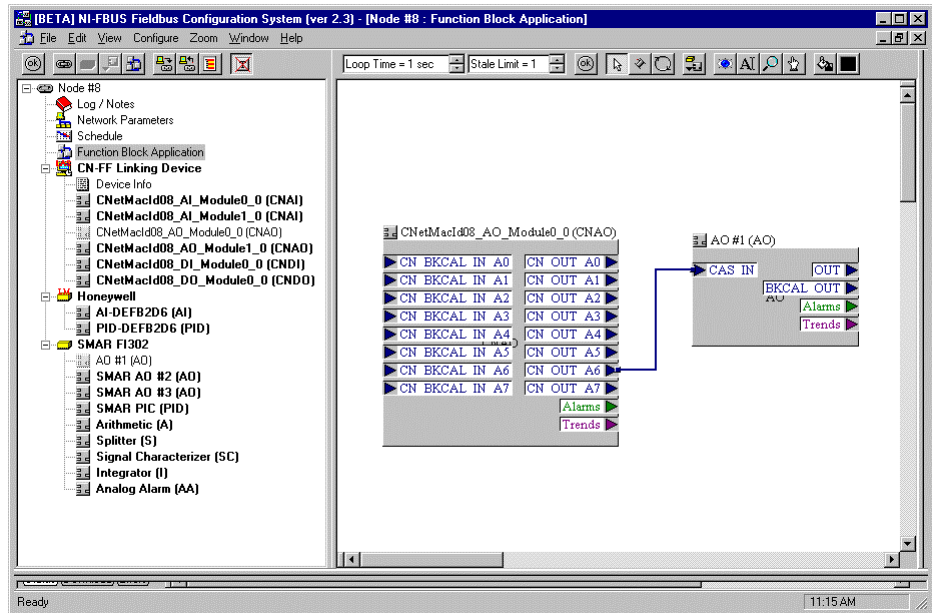 [BETA] NI-FBUS Fieldbus Configuration System (ver 2.3) - [Node #8 : Function Block Application]
File Edit View Configure Zoom Window Help
Loop Time = 1 sec Stale Limit = 1
Node #8
Log / Notes
Network Parameters
Schedule
Function Block Application
CN-FF Linking Device
Device Info
CNetMacId08_AI_Module0_0 (CNAI)
CNetMacId08_AI_Module1_0 (CNAI)
CNetMacId08_AO_Module0_0 (CNAO)
CNetMacId08_AO_Module1_0 (CNAO)
CNetMacId08_DI_Module0_0 (CNDI)
CNetMacId08_DO_Module0_0 (CNDO)
Honeywell
AI-DEFB2D6 (AI)
PID-DEFB2D6 (PID)
SMAR FI302
AO #1 (AO)
SMAR AO #2 (AO)
SMAR AO #3 (AO)
SMAR PIC (PID)
Arithmetic (A)
Splitter (S)
Signal Characterizer (SC)
Integrator (I)
Analog Alarm (AA)
CNetMacId08_AO_Module0_0 (CNAO)
CN BKCAL IN A0 CN OUT A0
CN BKCAL IN A1 CN OUT A1
CN BKCAL IN A2 CN OUT A2
CN BKCAL IN A3 CN OUT A3
CN BKCAL IN A4 CN OUT A4
CN BKCAL IN A5 CN OUT A5
CN BKCAL IN A6 CN OUT A6
CN BKCAL IN A7 CN OUT A7
Alarms
Trends
AO #1 (AO)
CAS IN OUT
BKCAL OUT
AO
Alarms
Trends
Ready 11:15 AM